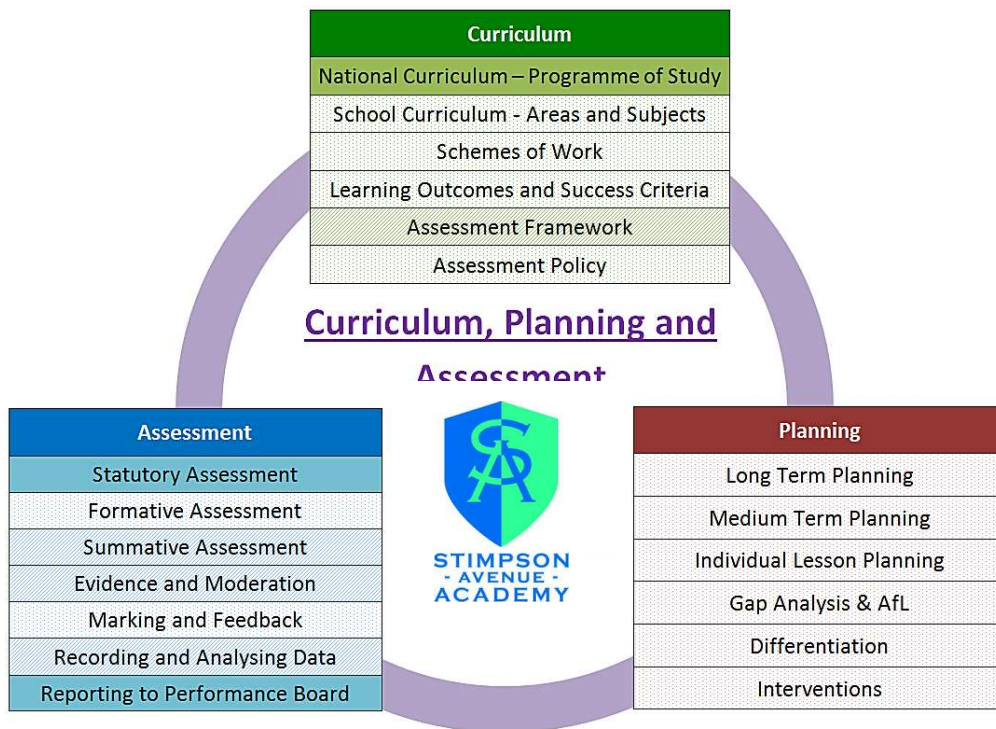 Curriculum
National Curriculum – Programme of Study
School Curriculum - Areas and Subjects
Schemes of Work
Learning Outcomes and Success Criteria
Assessment Framework
Assessment Policy
Curriculum, Planning and
Assessment
Assessment
Statutory Assessment
Formative Assessment
Summative Assessment
Evidence and Moderation
Marking and Feedback
Recording and Analysing Data
Reporting to Performance Board
SA
STIMPSON
- AVENUE -
ACADEMY
Planning
Long Term Planning
Medium Term Planning
Individual Lesson Planning
Gap Analysis & AfL
Differentiation
Interventions